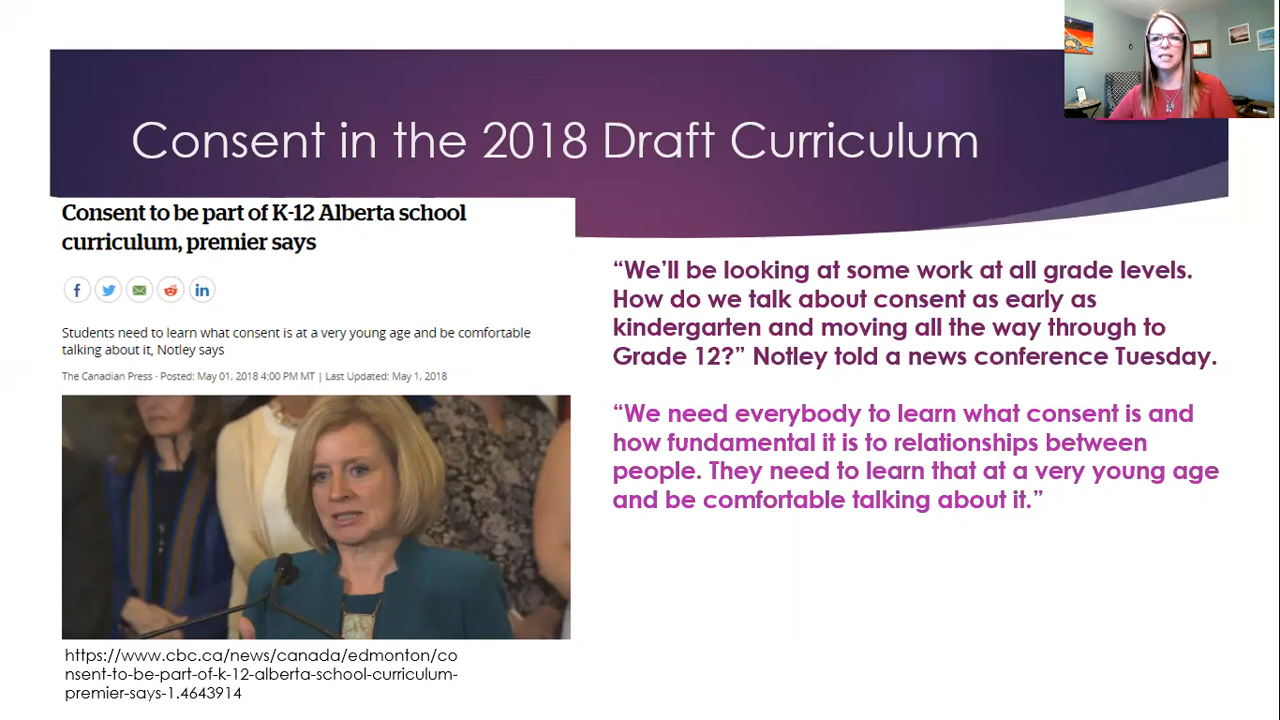 Consent in the 2018 Draft Curriculum
Consent to be part of K-12 Alberta school
curriculum, premier says
Students need to learn what consent is at a very young age and be comfortable
talking about it, Notley says
The Canadian Press · Posted: May 01, 2018 4:00 PM MT | Last Updated: May 1, 2018
https://www.cbc.ca/news/canada/edmonton/co
nsent-to-be-part-of-k-12-alberta-school-curriculum-
premier-says-1.4643914
“We’ll be looking at some work at all grade levels.
How do we talk about consent as early as
kindergarten and moving all the way through to
Grade 12?” Notley told a news conference Tuesday.
“We need everybody to learn what consent is and
how fundamental it is to relationships between
people. They need to learn that at a very young age
and be comfortable talking about it.”